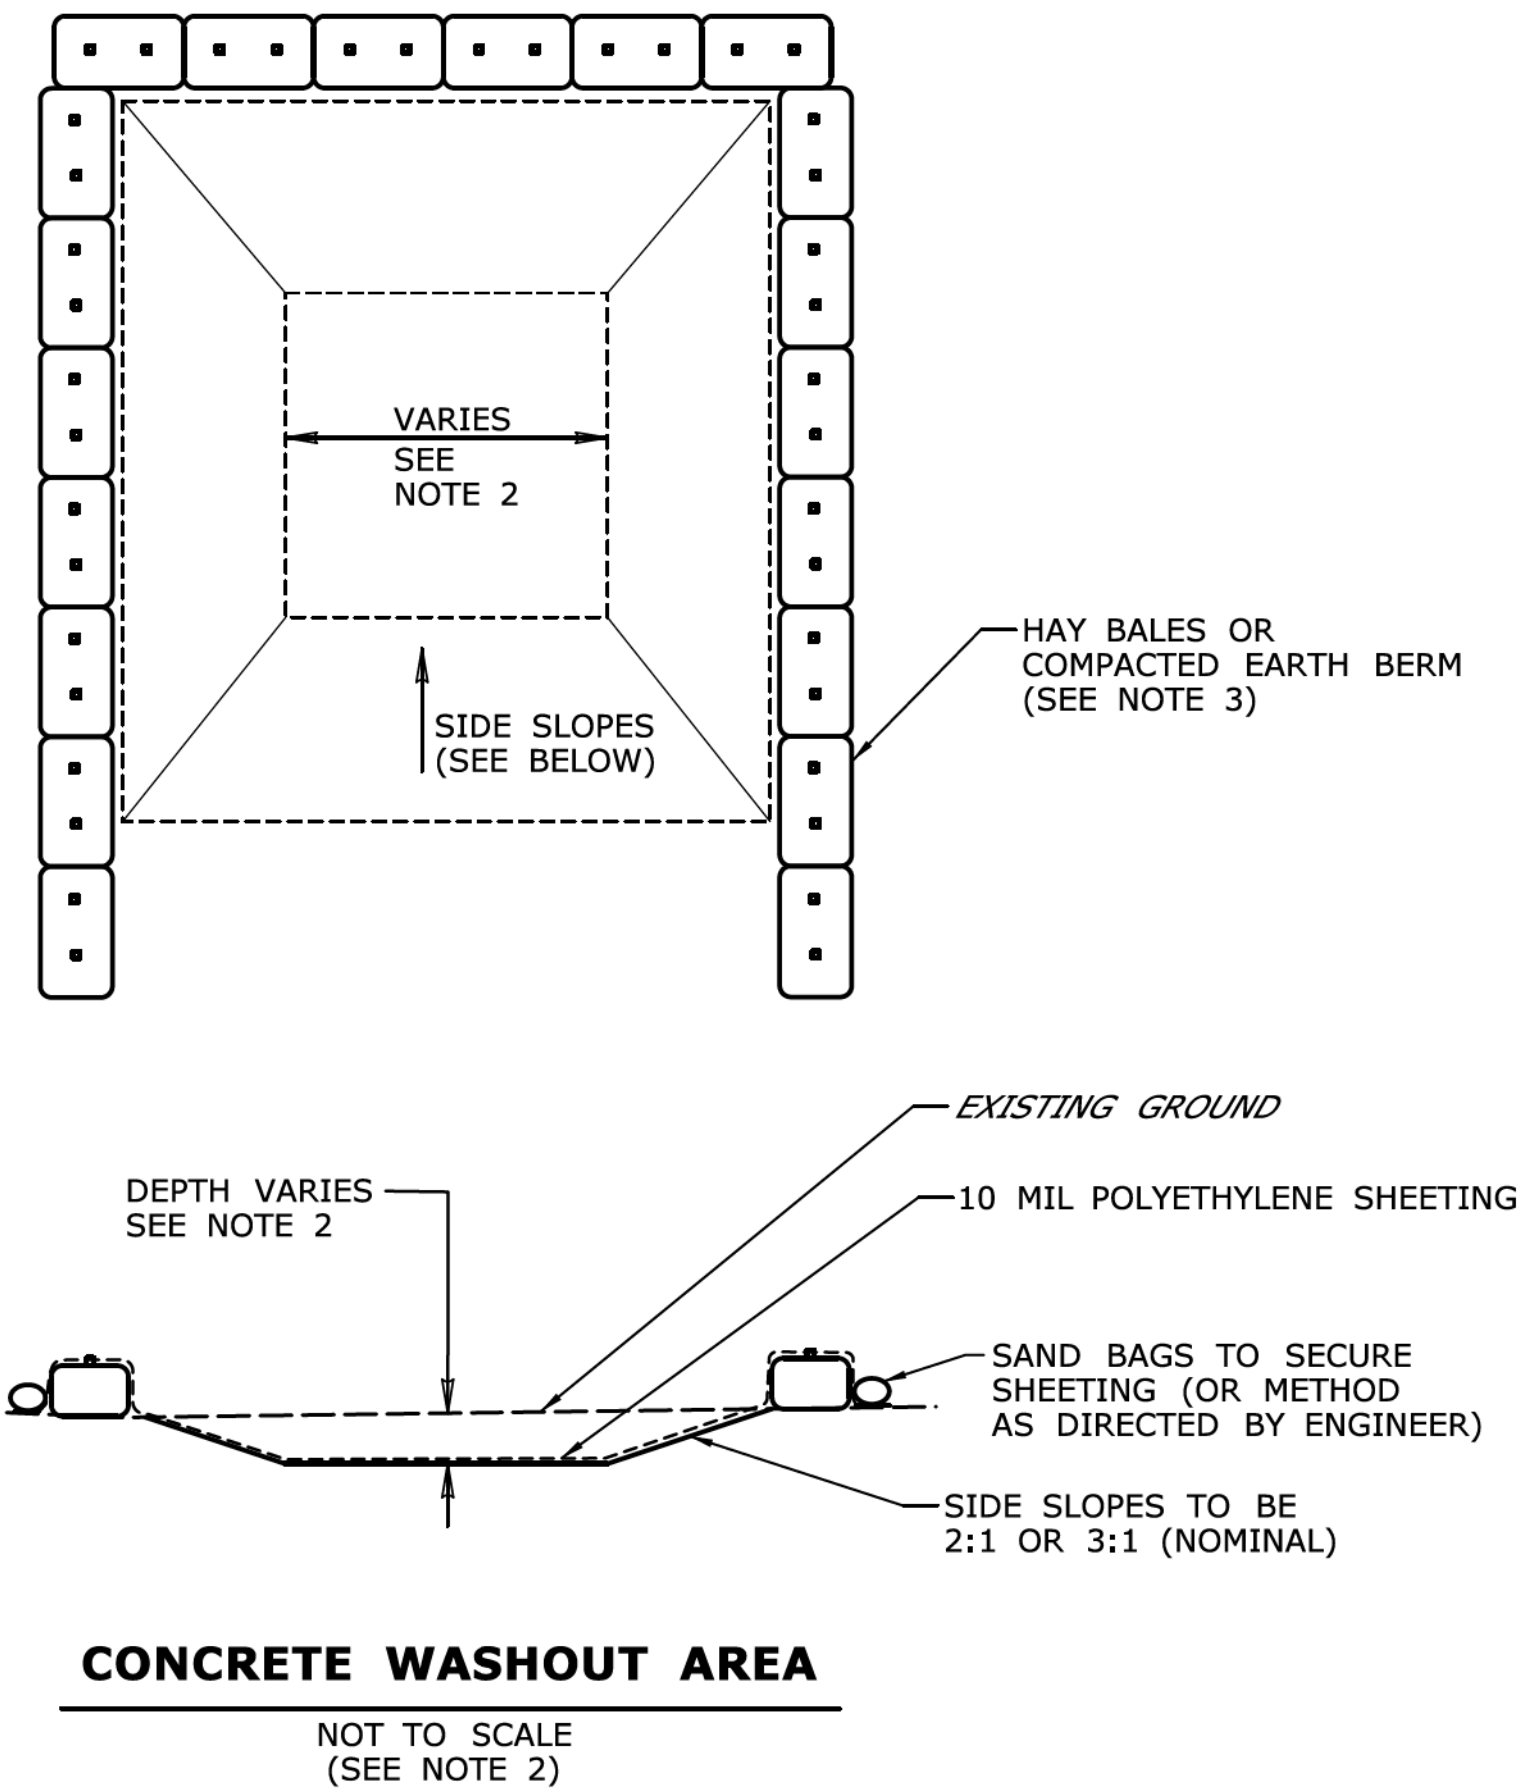 VARIES
SEE
NOTE 2
HAY BALES OR
COMPACTED EARTH BERM
(SEE NOTE 3)
SIDE SLOPES
(SEE BELOW)
EXISTING GROUND
DEPTH VARIES
SEE NOTE 2
10 MIL POLYETHYLENE SHEETING
SAND BAGS TO SECURE
SHEETING (OR METHOD
AS DIRECTED BY ENGINEER)
SIDE SLOPES TO BE
2:1 OR 3:1 (NOMINAL)
CONCRETE WASHOUT AREA
NOT TO SCALE
(SEE NOTE 2)